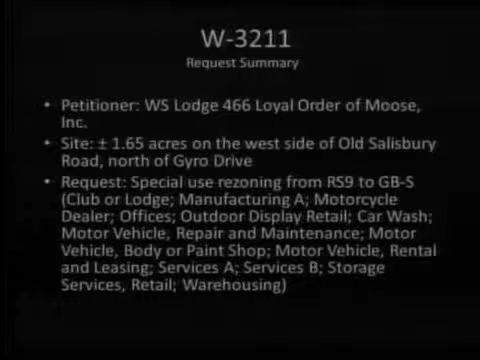 W-3211
Request Summary
• Petitioner: WS Lodge 466 Loyal Order of Moose,
Inc.
• Site: ± 1.65 acres on the west side of Old Salisbury
Road, north of Gyro Drive
• Request: Special use rezoning from RS9 to GB-S
(Club or Lodge; Manufacturing A; Motorcycle
Dealer; Offices; Outdoor Display Retail; Car Wash;
Motor Vehicle, Repair and Maintenance; Motor
Vehicle, Body or Paint Shop; Motor Vehicle, Rental
and Leasing; Services A; Services B; Storage
Services, Retail; Warehousing)